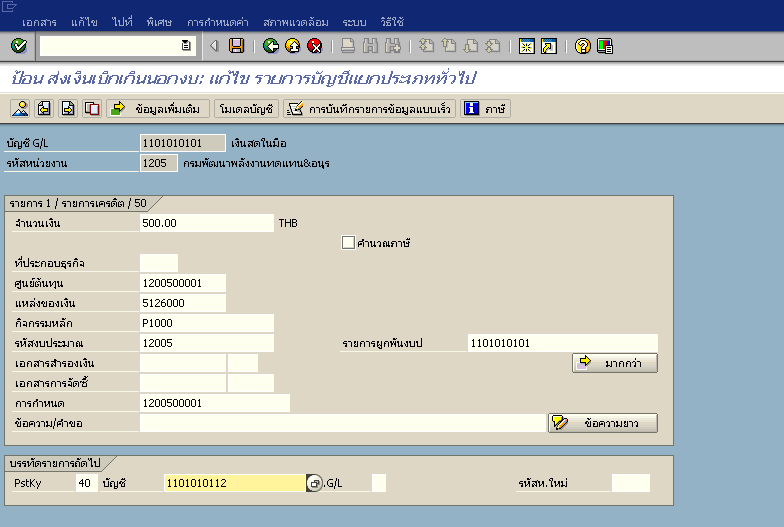 เอกสาร แก้ไข ไปที่ พิเศษ การกำหนดค่า สภาพแวดล้อม ระบบ วิธีใช้
ป้อน ส่งเงินเบิกเกินนอกงบ: แก้ไข รายการบัญชีแยกประเภททั่วไป
ข้อมูลเพิ่มเติม โมเดลบัญชี การบันทึกรายการข้อมูลแบบเร็ว ภาษี
บัญชี G/L 1101010101 เงินสดในมือ
รหัสหน่วยงาน 1205 กรมพัฒนาพลังงานทดแทน&อนุร
รายการ 1 / รายการเครดิต / 50
จำนวนเงิน 500.00 THB
คำนวณภาษี
ที่ประกอบธุรกิจ
ศูนย์ต้นทุน 1200500001
แหล่งของเงิน 5126000
กิจกรรมหลัก P1000
รหัสงบประมาณ 12005 รายการผูกพันงบป 1101010101
เอกสารสำรองเงิน มากกว่า
เอกสารการจัดซื้
การกำหนด 1200500001
ข้อความ/คำขอ ข้อความยาว
บรรทัดรายการถัดไป
PstKy 40 บัญชี 1101010112 .G/L รหัสห.ใหม่